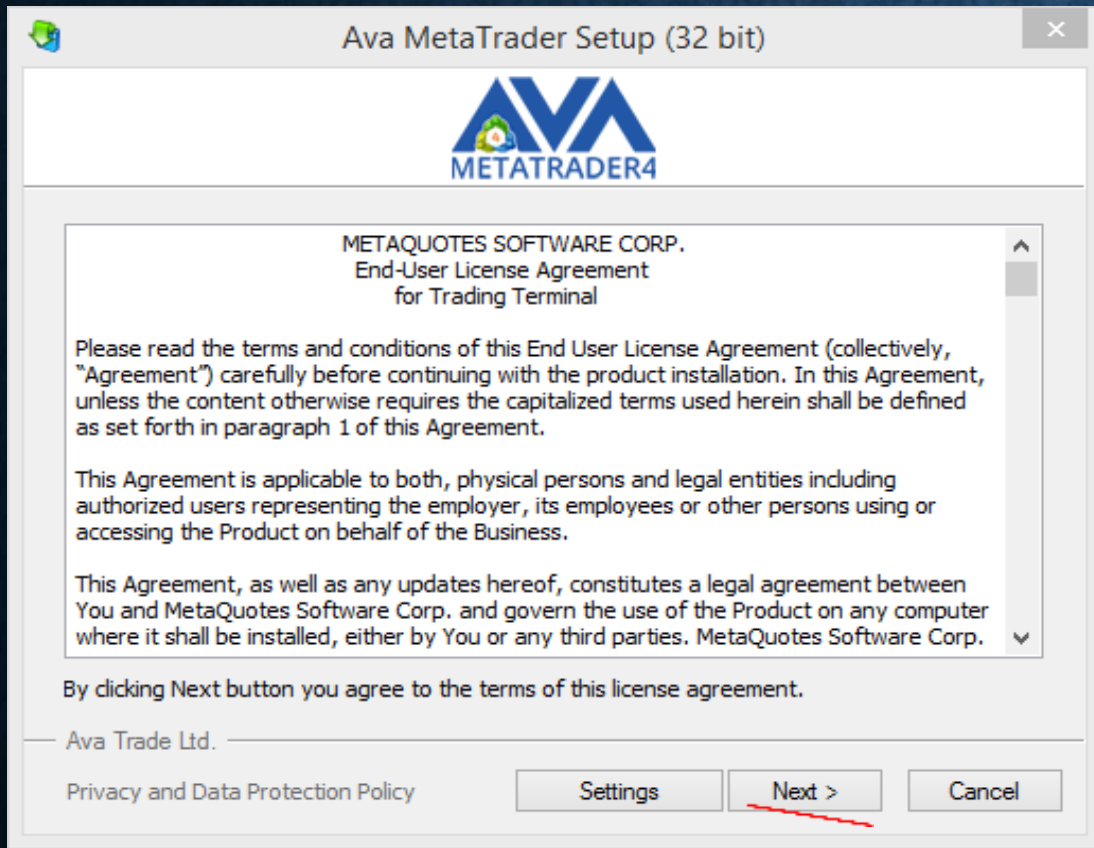 Ava MetaTrader Setup (32 bit)
AVA
METATRADER4
METAQUOTES SOFTWARE CORP.
End-User License Agreement
for Trading Terminal
Please read the terms and conditions of this End User License Agreement (collectively,
“Agreement”) carefully before continuing with the product installation. In this Agreement,
unless the content otherwise requires the capitalized terms used herein shall be defined
as set forth in paragraph 1 of this Agreement.
This Agreement is applicable to both, physical persons and legal entities including
authorized users representing the employer, its employees or other persons using or
accessing the Product on behalf of the Business.
This Agreement, as well as any updates hereof, constitutes a legal agreement between
You and MetaQuotes Software Corp. and govern the use of the Product on any computer
where it shall be installed, either by You or any third parties. MetaQuotes Software Corp.
By clicking Next button you agree to the terms of this license agreement.
Ava Trade Ltd.
Privacy and Data Protection Policy
Settings
Next >
Cancel